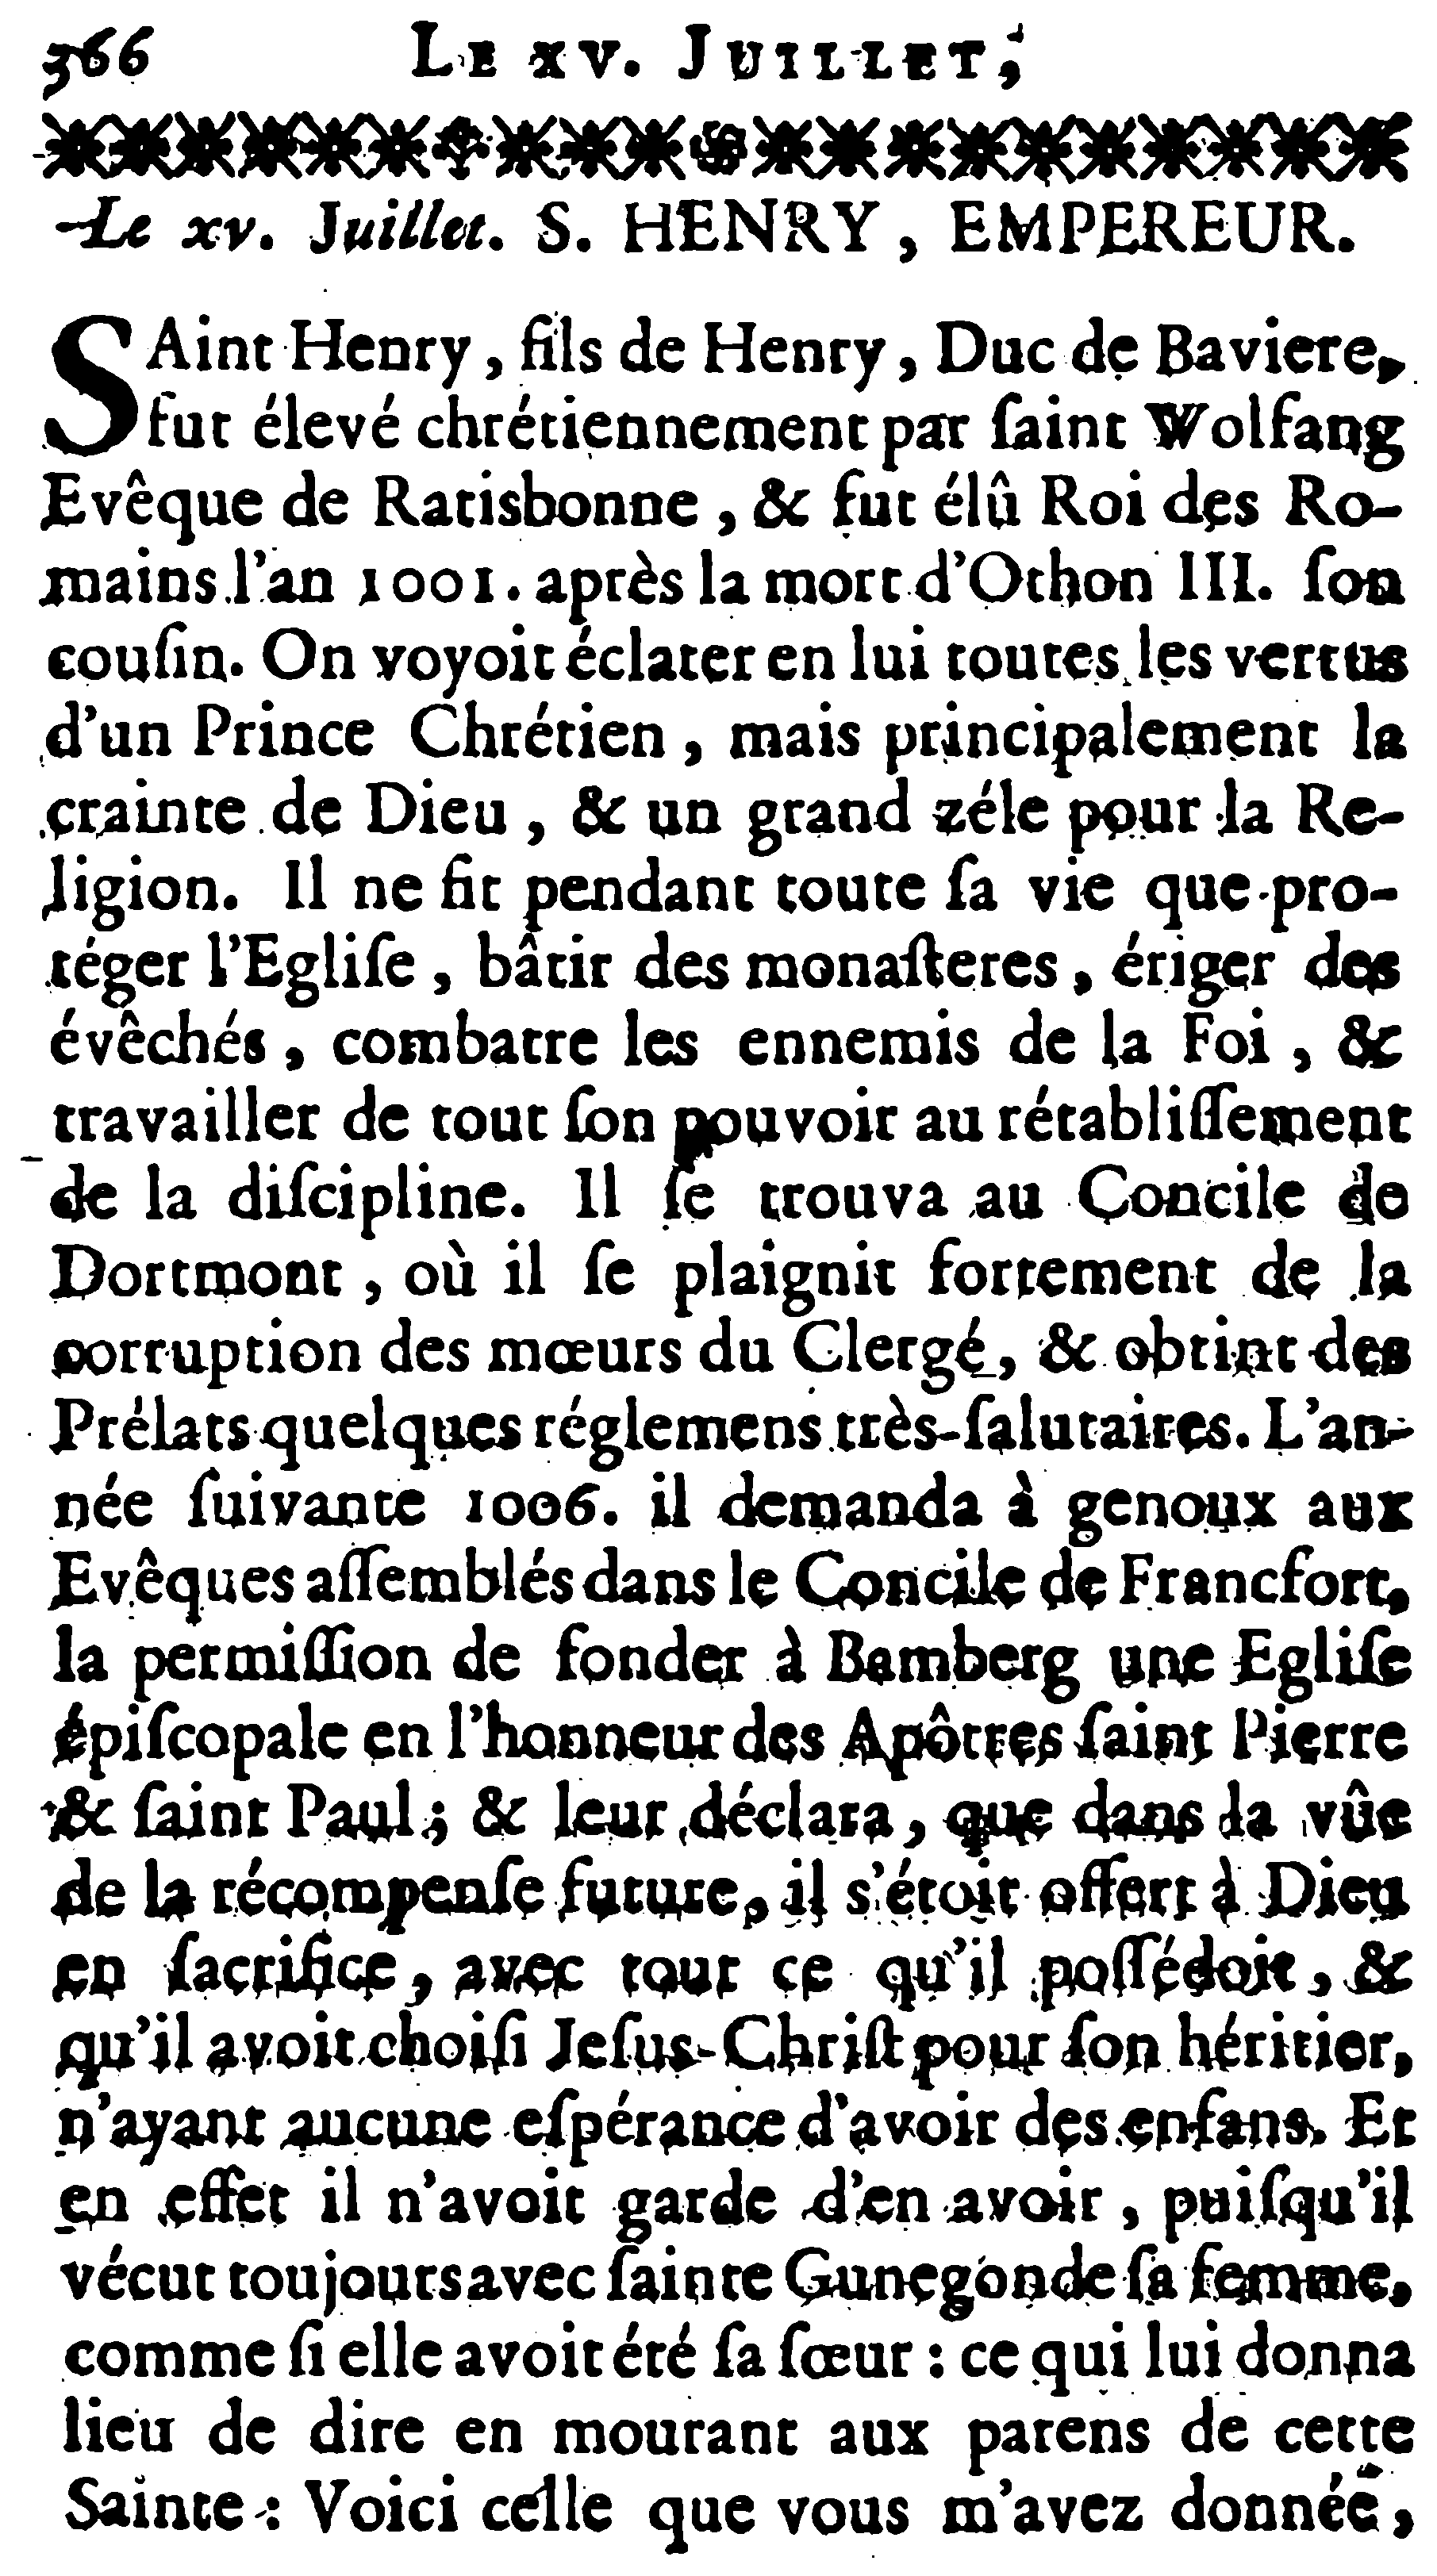 366 LE XV. JUILLET,
Le xv. Juillet. S. HENRY, EMPEREUR.
SAint Henry, fils de Henry, Duc de Baviere,
fut élevé chrétiennement par ſaint Wolfang
Evêque de Ratisbonne, & fut élû Roi des Ro-
mains l'an 1001. après la mort d'Othon III. ſon
couſin. On voyoit éclater en lui toutes les vertus
d'un Prince Chrétien, mais principalement la
crainte de Dieu, & un grand zéle pour la Re-
ligion. Il ne fit pendant toute ſa vie que pro-
téger l'Egliſe, bâtir des monaſteres, ériger des
évêchés, combatre les ennemis de la Foi, &
travailler de tout ſon pouvoir au rétabliſſement
de la diſcipline. Il ſe trouva au Concile de
Dortmont, où il ſe plaignit fortement de la
corruption des mœurs du Clergé, & obtint des
Prélats quelques réglemens très-ſalutaires. L'an-
née ſuivante 1006. il demanda à genoux aux
Evêques aſſemblés dans le Concile de Francfort,
la permiſſion de fonder à Bamberg une Egliſe
épiſcopale en l'honneur des Apôtres ſaint Pierre
& ſaint Paul; & leur déclara, que dans la vûe
de la récompenſe future, il s'étoit offert à Dieu
en ſacrifice, avec tout ce qu'il poſſédoit, &
qu'il avoit choiſi Jeſus-Chriſt pour ſon héritier,
n'ayant aucune eſpérance d'avoir des enfans. Et
en effet il n'avoit garde d'en avoir, puiſqu'il
vécut toujours avec ſainte Gunegonde ſa femme,
comme ſi elle avoit été ſa ſœur : ce qui lui donna
lieu de dire en mourant aux parens de cette
Sainte : Voici celle que vous m'avez donnée,